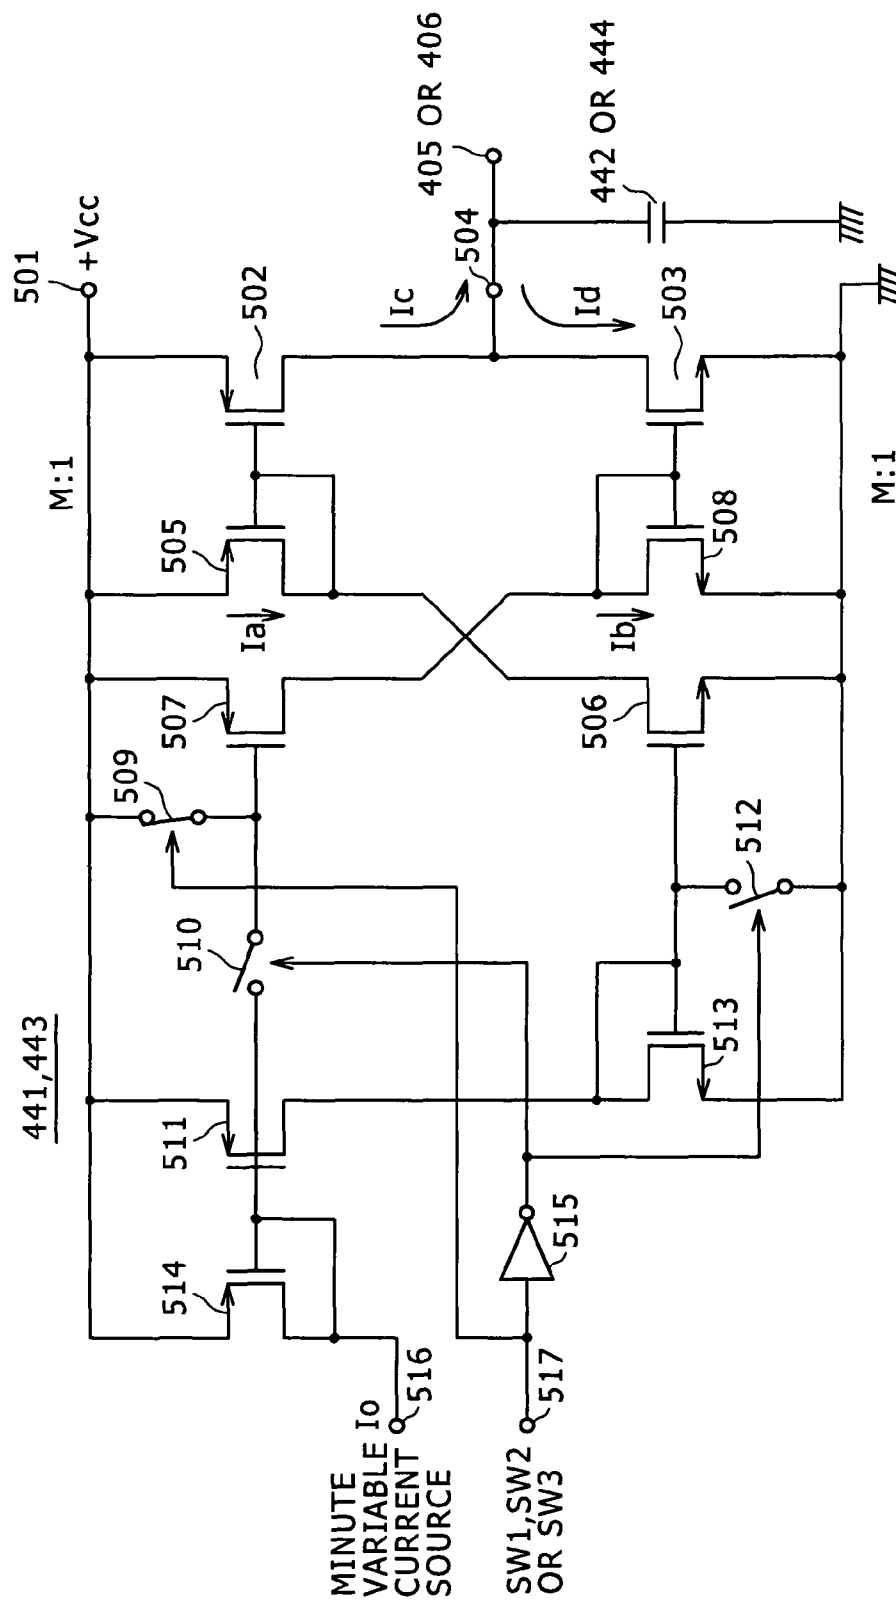 441,443
501
+Vcc
M:1
502
505
507
509
510
511
514
Ia
Ic
504
405 OR 406
Id
442 OR 444
503
508
Ib
506
512
513
515
MINUTE
VARIABLE Io
CURRENT
SOURCE
516
517
SW1,SW2
OR SW3
M:1